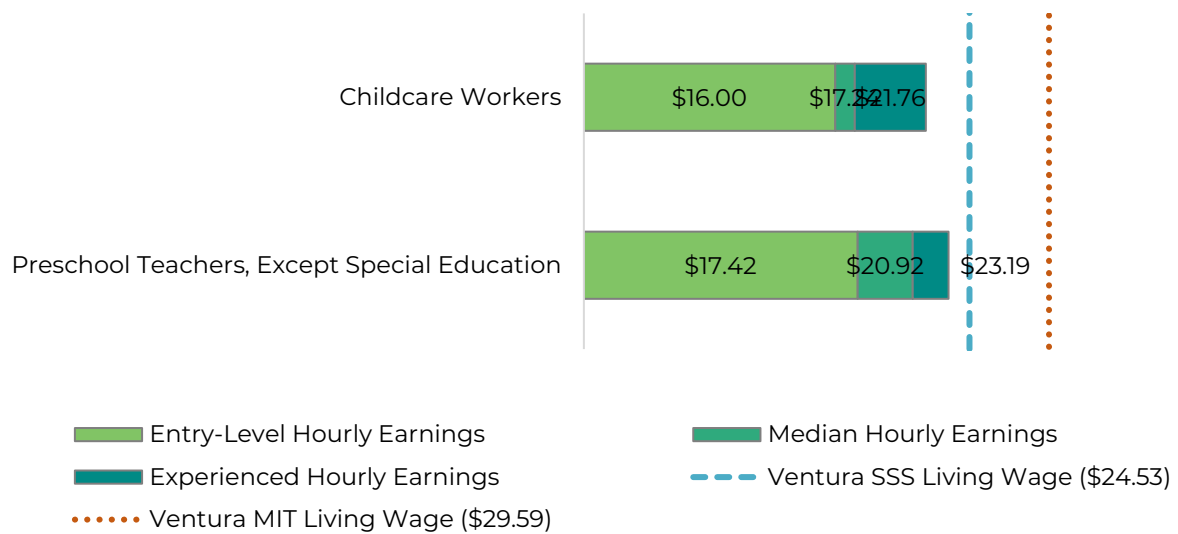 Childcare Workers $16.00 $21.76
Preschool Teachers, Except Special Education $17.42 $20.92 $23.19
Entry-Level Hourly Earnings Median Hourly Earnings
Experienced Hourly Earnings Ventura SSS Living Wage ($24.53)
Ventura MIT Living Wage ($29.59)